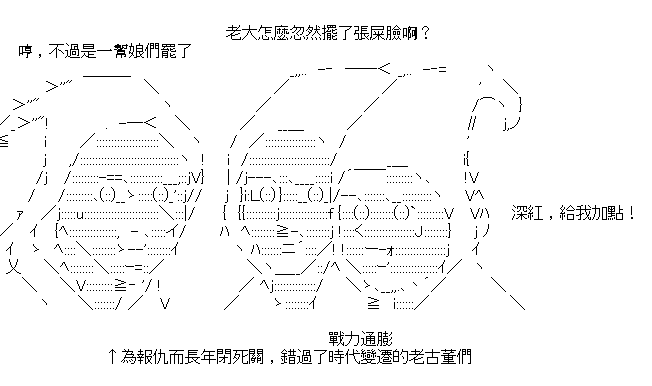 老大怎麼忽然擺了張屎臉啊？
哼，不過是一幫娘們罷了
深紅，給我加點！
戰力通膨
↑為報仇而長年閉死關，錯過了時代變遷的老古董們